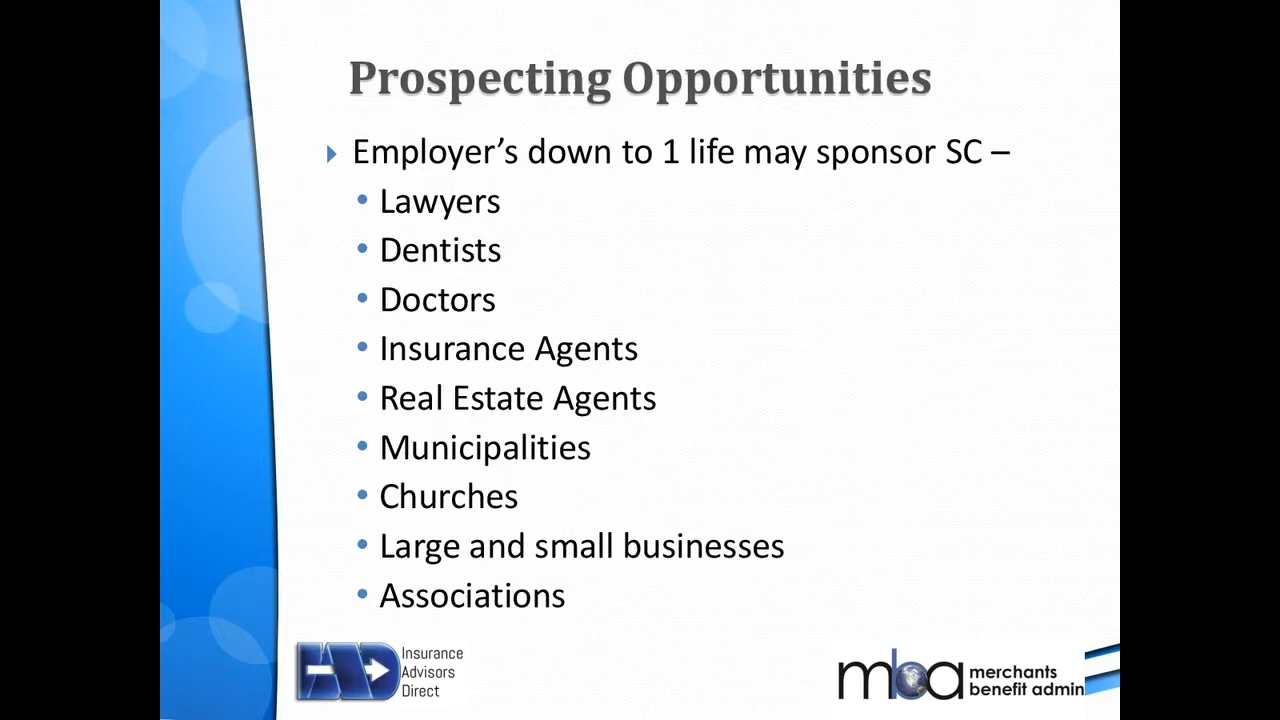 Prospecting Opportunities
Employer's down to 1 life may sponsor SC –
• Lawyers
• Dentists
• Doctors
• Insurance Agents
• Real Estate Agents
• Municipalities
• Churches
• Large and small businesses
• Associations
IAD
Insurance
Advisors
Direct
mba
merchants
benefit admin